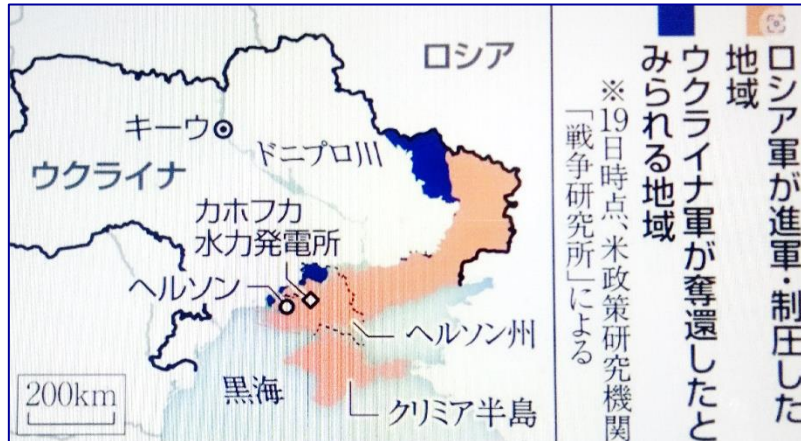 ロシア軍が進軍・制圧した
地域
ウクライナ軍が奪還したと
みられる地域
※19日時点、米政策研究機関
「戦争研究所」による
ロシア
キーウ
ドニプロ川
ウクライナ
カホフカ
水力発電所
ヘルソン
ヘルソン州
黒海
クリミア半島
200km